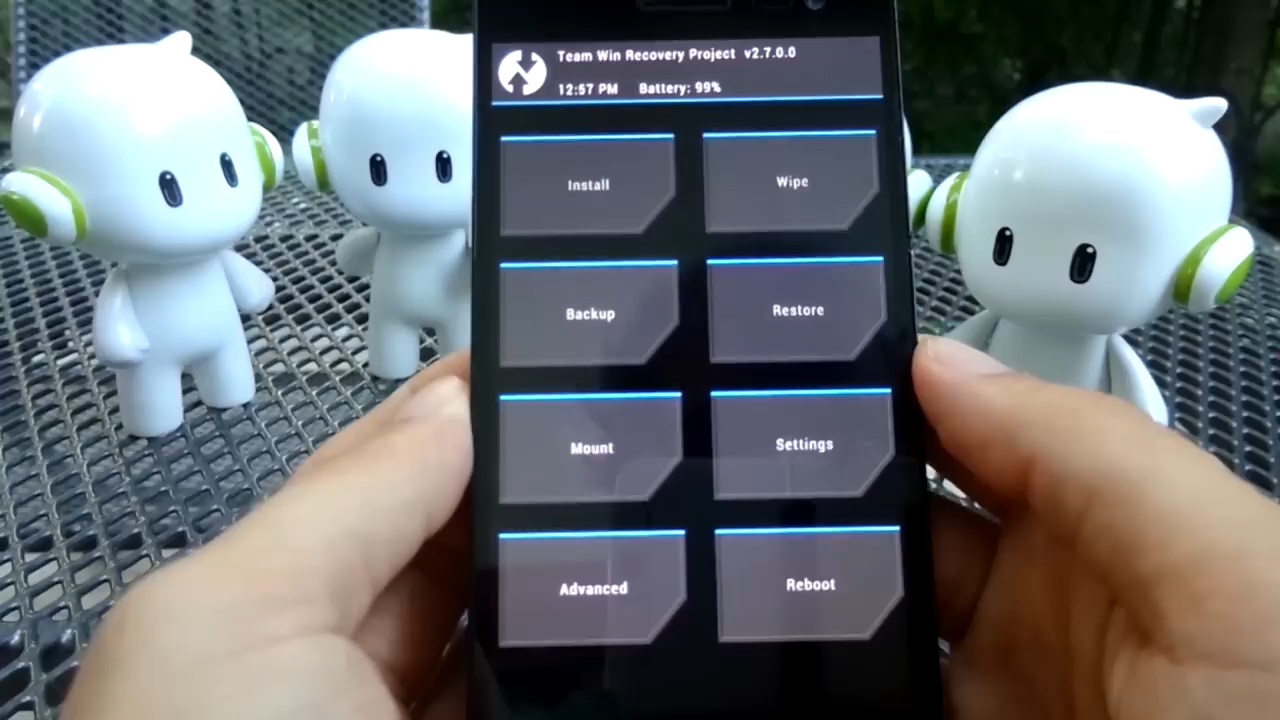 Team Win Recovery Project v2.7.0.0
12:57 PM Battery: 99%
Install
Wipe
Backup
Restore
Mount
Settings
Advanced
Reboot